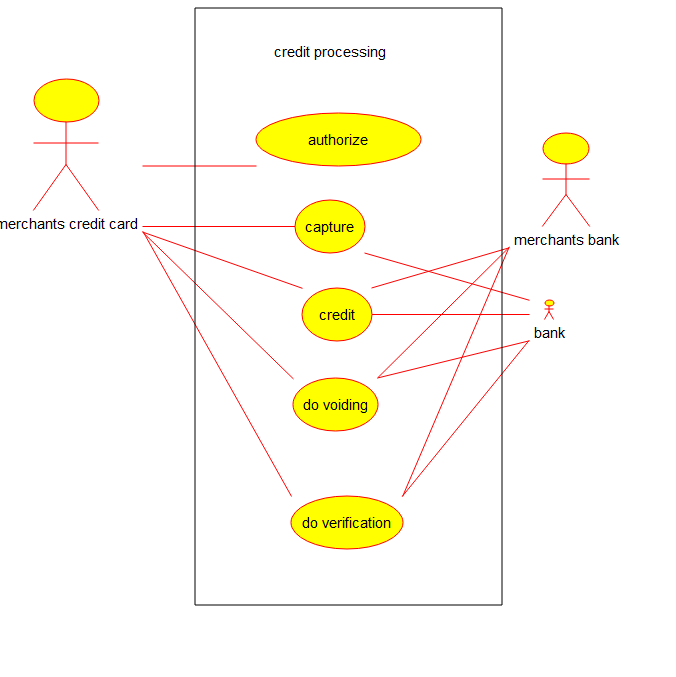 credit processing
authorize
merchants credit card
capture
merchants bank
credit
bank
do voiding
do verification